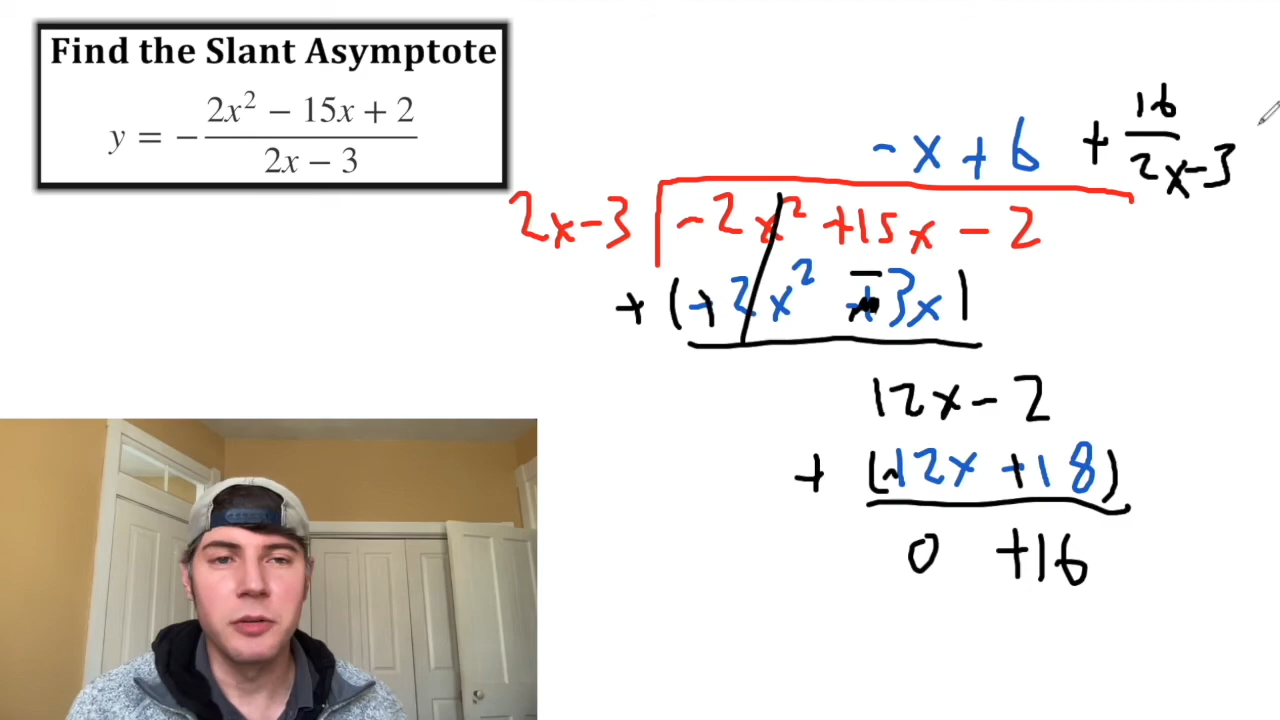 Find the Slant Asymptote
y = - (2x² − 15x + 2)/(2x − 3)
-x + 6 + 16/(2x-3)
2x-3 | -2x² +15x - 2
+ (+2x² -3x)
12x - 2
+ (-12x +18)
0 +16